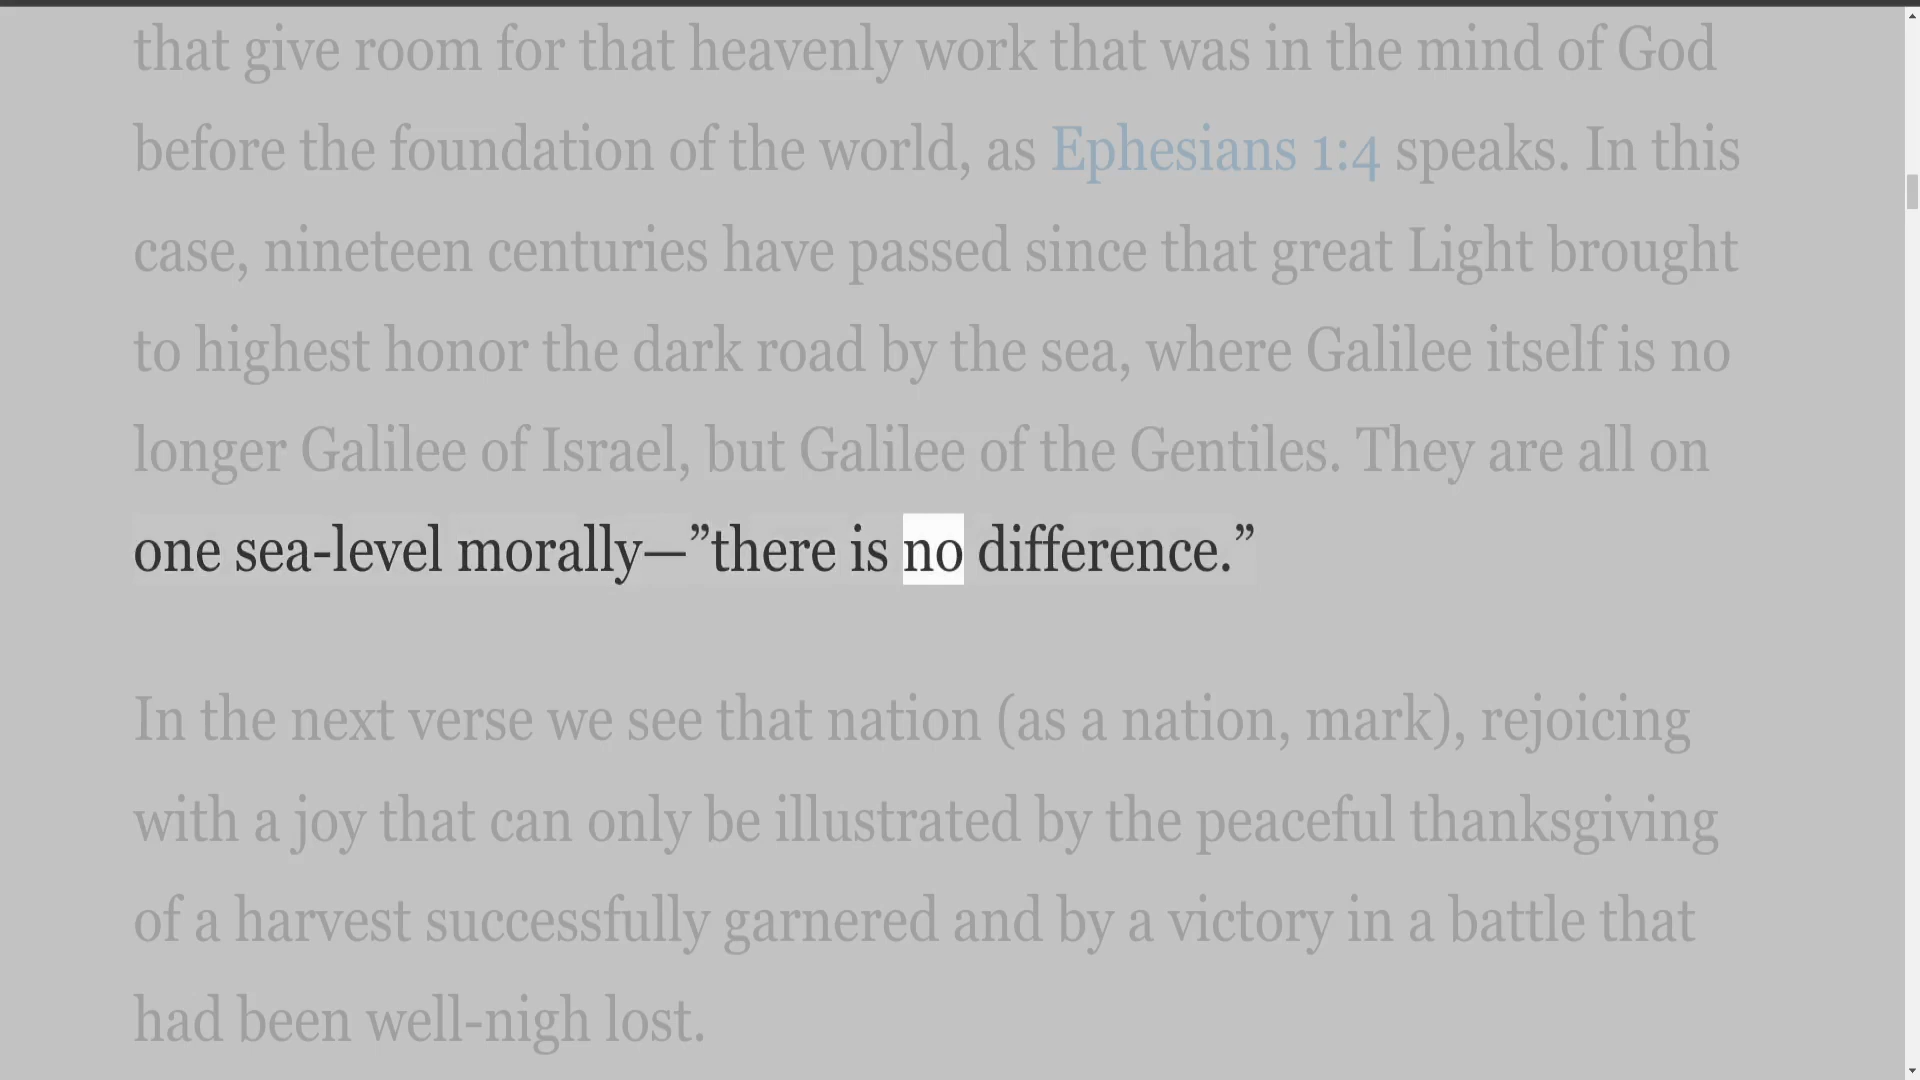 that give room for that heavenly work that was in the mind of God
before the foundation of the world, as Ephesians 1:4 speaks. In this
case, nineteen centuries have passed since that great Light brought
to highest honor the dark road by the sea, where Galilee itself is no
longer Galilee of Israel, but Galilee of the Gentiles. They are all on
one sea-level morally—”there is no difference.”
In the next verse we see that nation (as a nation, mark), rejoicing
with a joy that can only be illustrated by the peaceful thanksgiving
of a harvest successfully garnered and by a victory in a battle that
had been well-nigh lost.